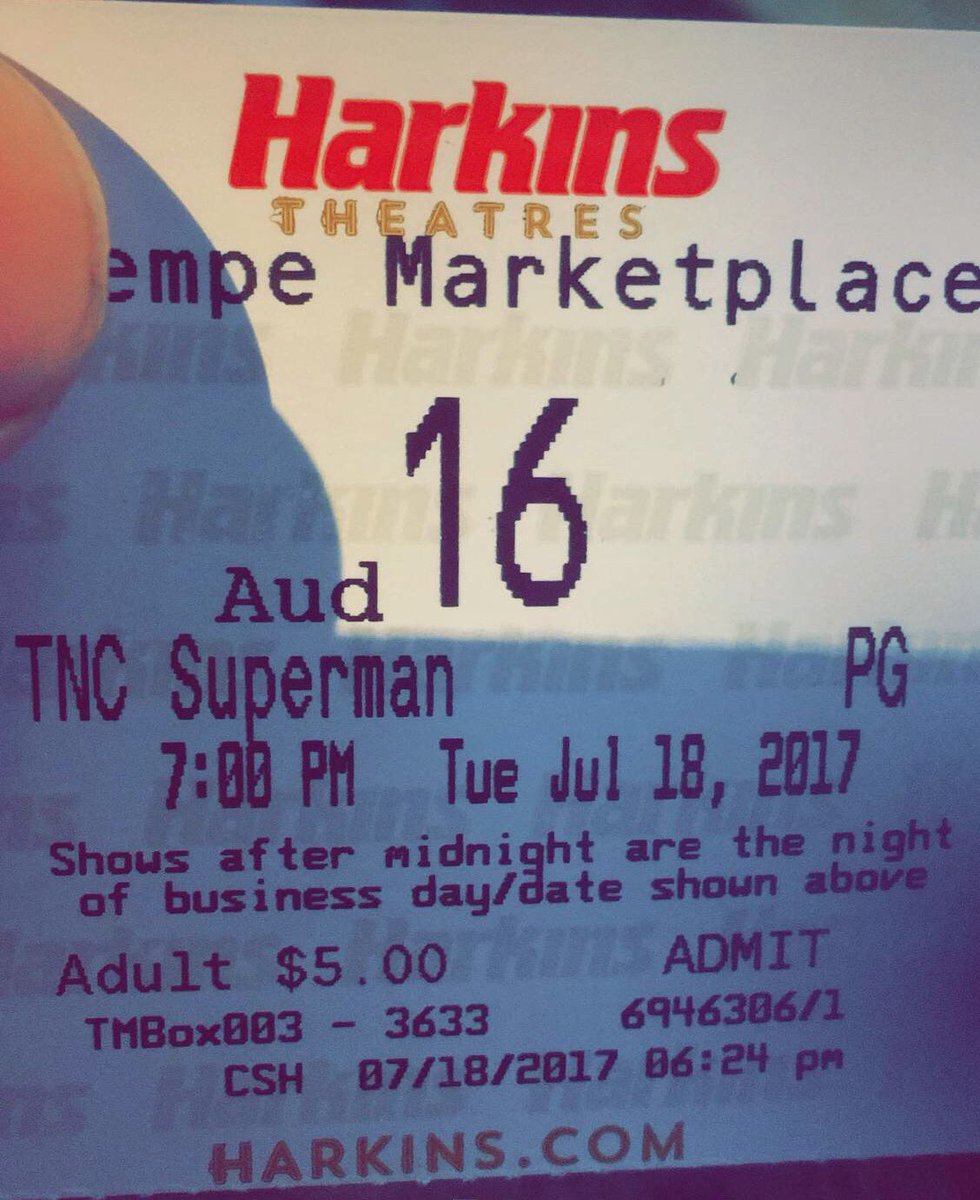 Harkins
THEATRES
empe Marketplace
Aud 16
TNC Superman PG
7:00 PM Tue Jul 18, 2017
Shows after midnight are the night
of business day/date shown above
Adult $5.00 ADMIT
TMBox003 - 3633 6946306/1
CSH 07/18/2017 06:24 pm
HARKINS.COM